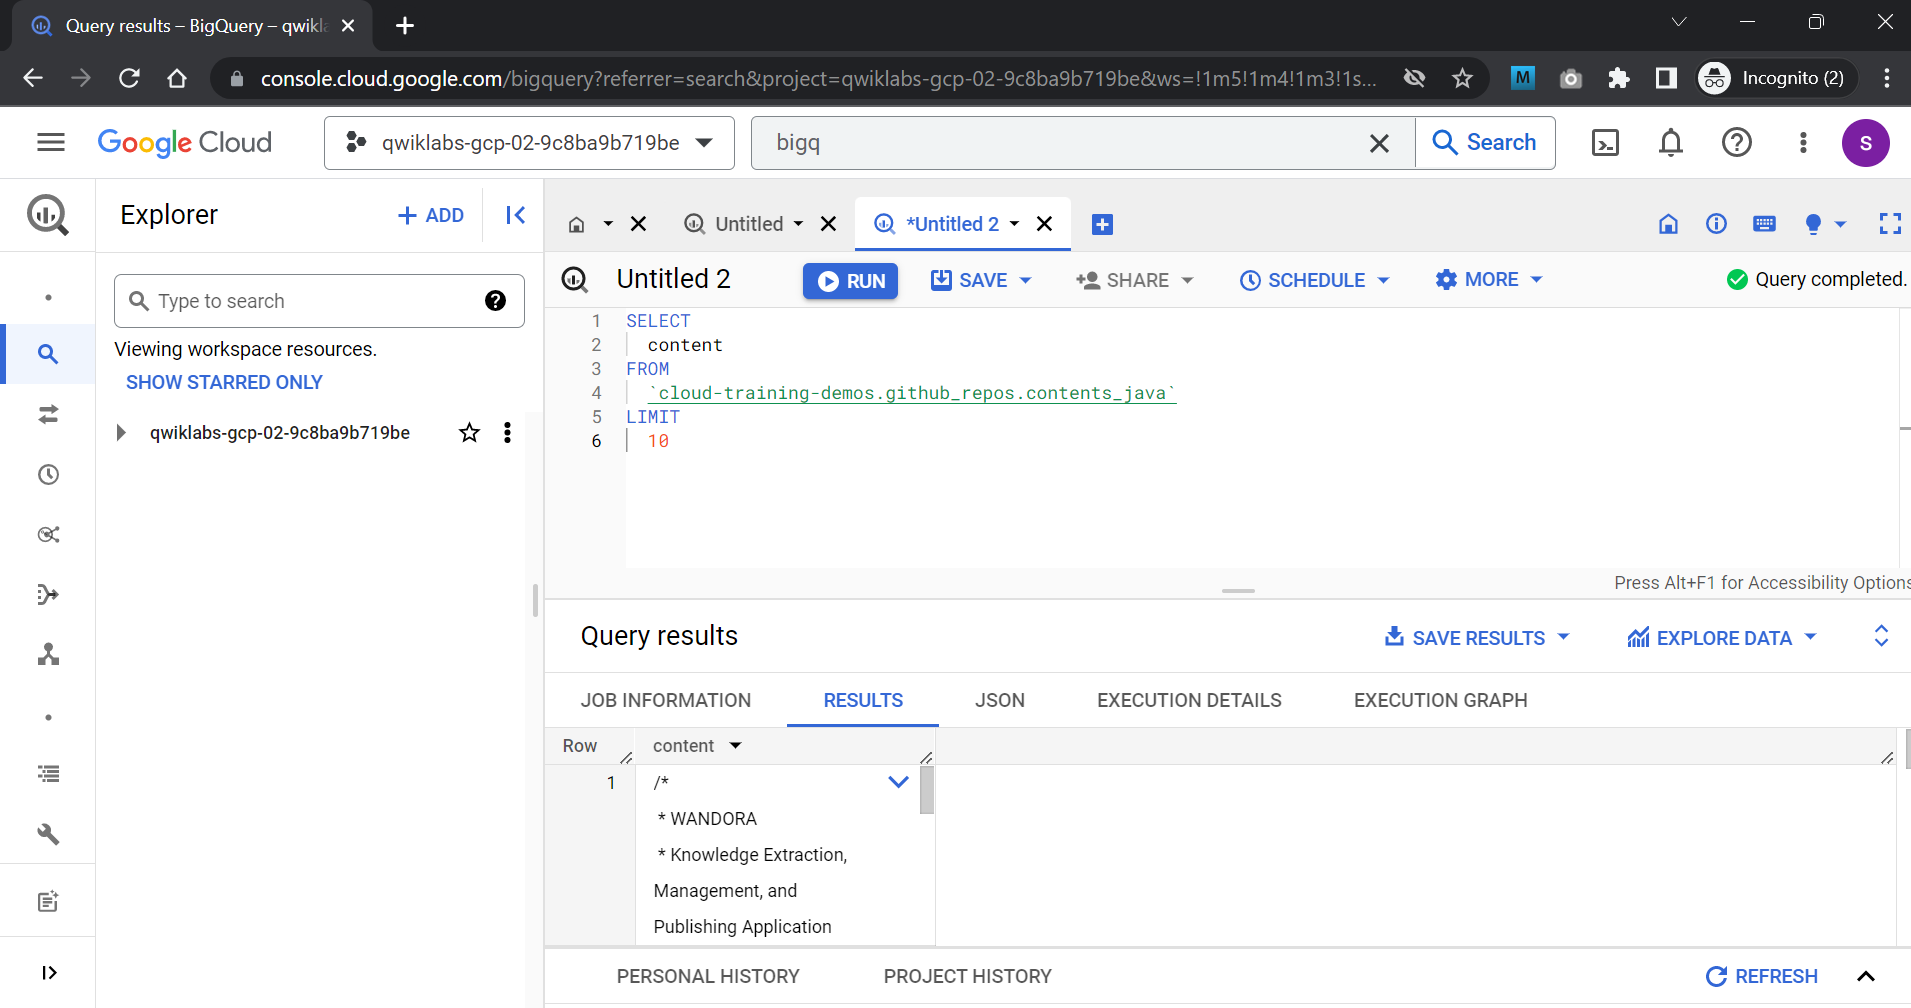 Query results – BigQuery – qwikla
console.cloud.google.com/bigquery?referrer=search&project=qwiklabs-gcp-02-9c8ba9b719be&ws=!1m5!1m4!1m3!1s...
M
Incognito (2)
Google Cloud
qwiklabs-gcp-02-9c8ba9b719be
bigq
Search
S
Explorer
+ ADD
Type to search
Viewing workspace resources.
SHOW STARRED ONLY
qwiklabs-gcp-02-9c8ba9b719be
Untitled
*Untitled 2
Untitled 2
RUN
SAVE
SHARE
SCHEDULE
MORE
Query completed.
1 SELECT
2 content
3 FROM
4 `cloud-training-demos.github_repos.contents_java`
5 LIMIT
6 10
Press Alt+F1 for Accessibility Options
Query results
SAVE RESULTS
EXPLORE DATA
JOB INFORMATION
RESULTS
JSON
EXECUTION DETAILS
EXECUTION GRAPH
Row
content
1
/*
* WANDORA
* Knowledge Extraction,
Management, and
Publishing Application
PERSONAL HISTORY
PROJECT HISTORY
REFRESH